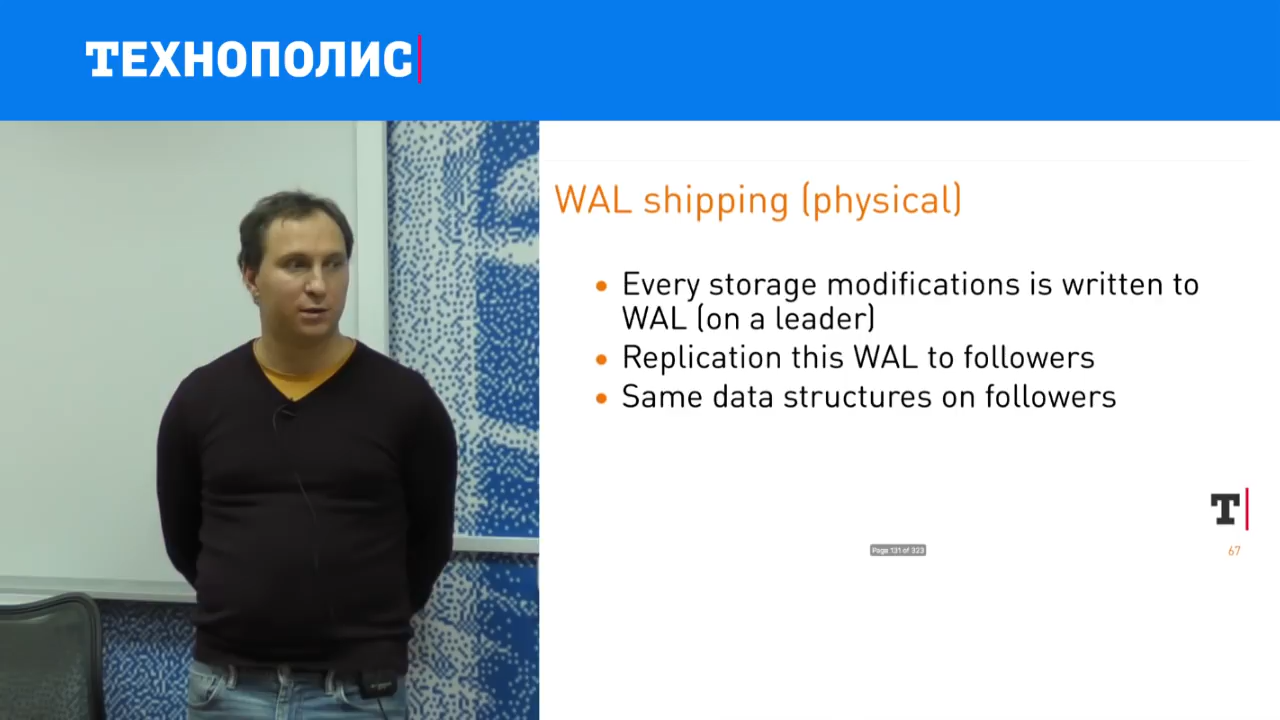 ТЕХНОПОЛИС
WAL shipping (physical)
• Every storage modifications is written to
WAL (on a leader)
• Replication this WAL to followers
• Same data structures on followers
T
Page 131 of 323
67